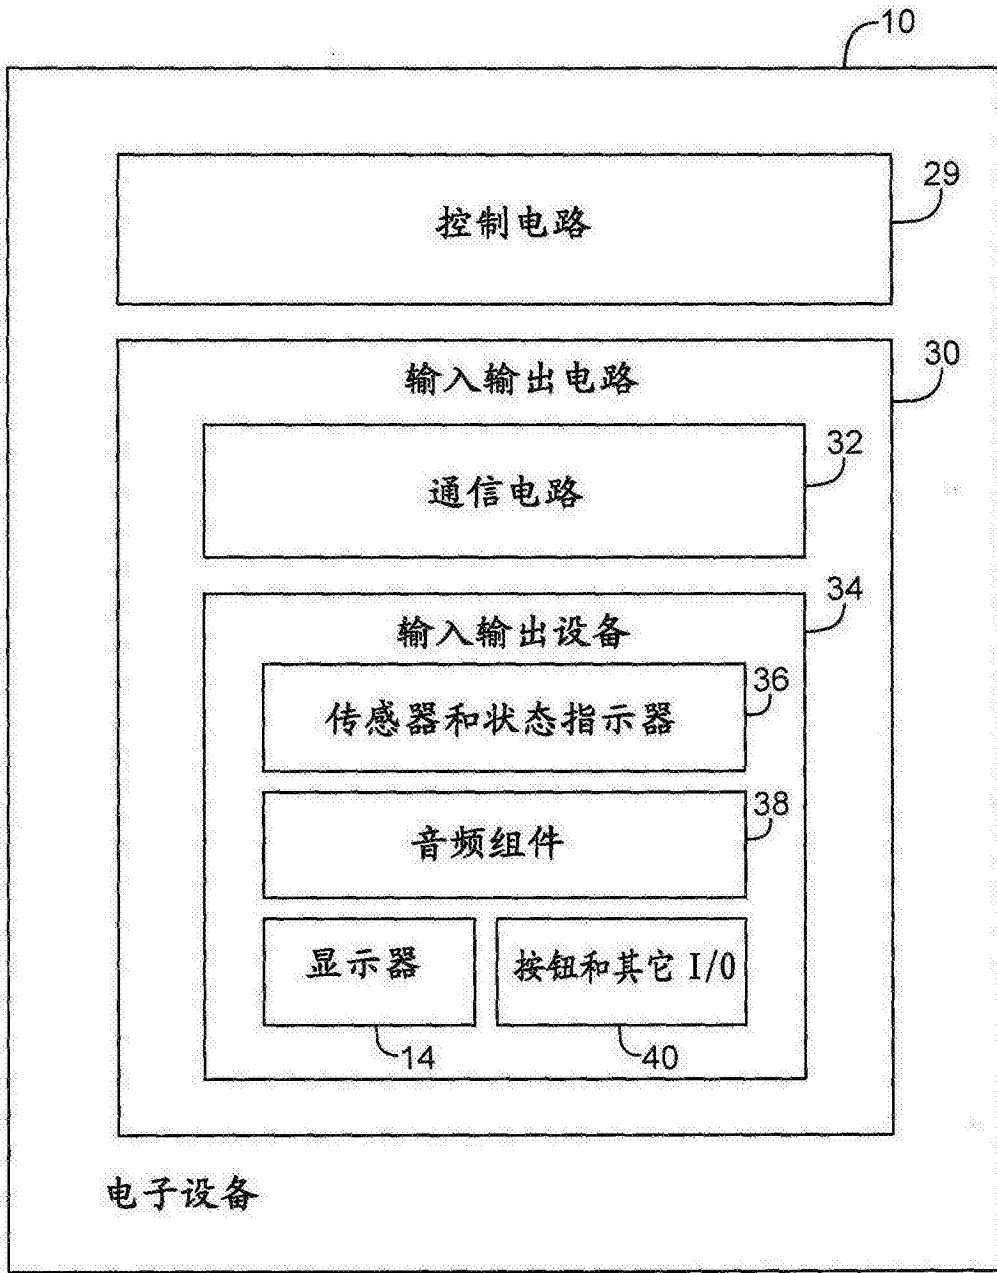 10
29
控制电路
30
输入输出电路
32
通信电路
34
输入输出设备
36
传感器和状态指示器
38
音频组件
显示器
按钮和其它 I/O
14
40
电子设备